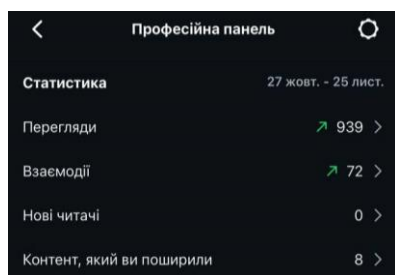 Професійна панель
Статистика 27 жовт. - 25 лист.
Перегляди 939
Взаємодії 72
Нові читачі 0
Контент, який ви поширили 8